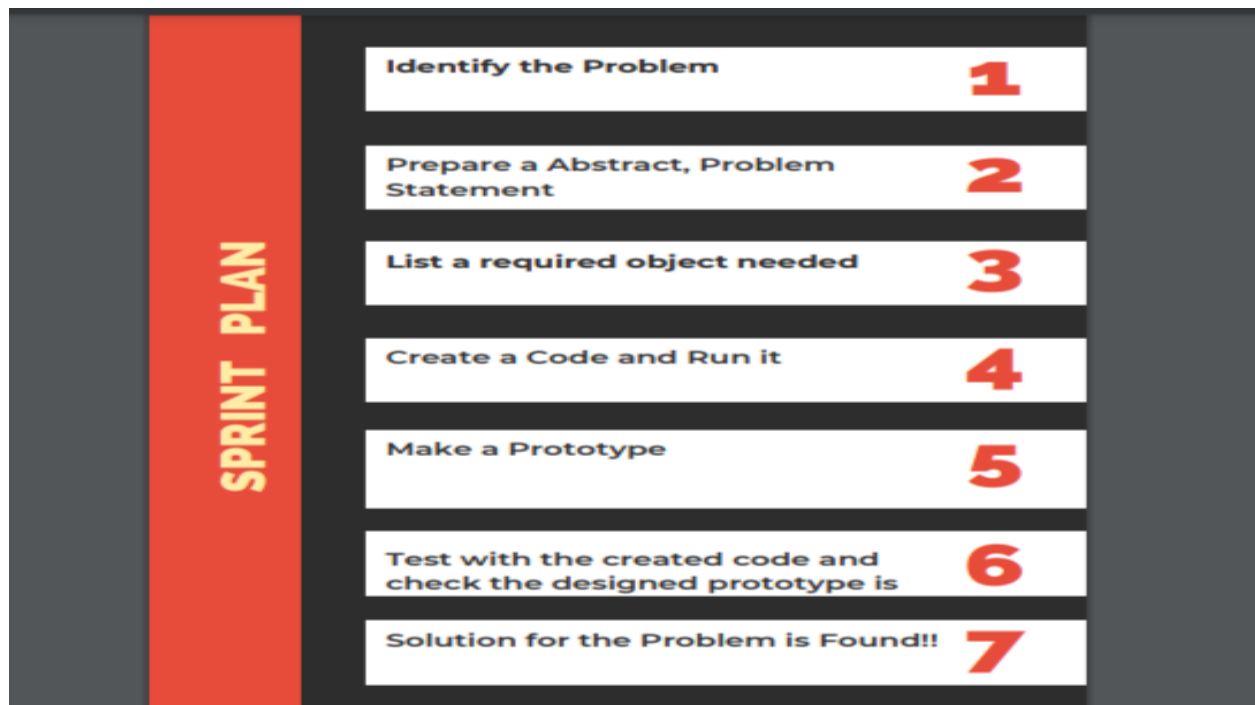 SPRINT PLAN
Identify the Problem
1
Prepare a Abstract, Problem
Statement
2
List a required object needed
3
Create a Code and Run it
4
Make a Prototype
5
Test with the created code and
check the designed prototype is
6
Solution for the Problem is Found!!
7